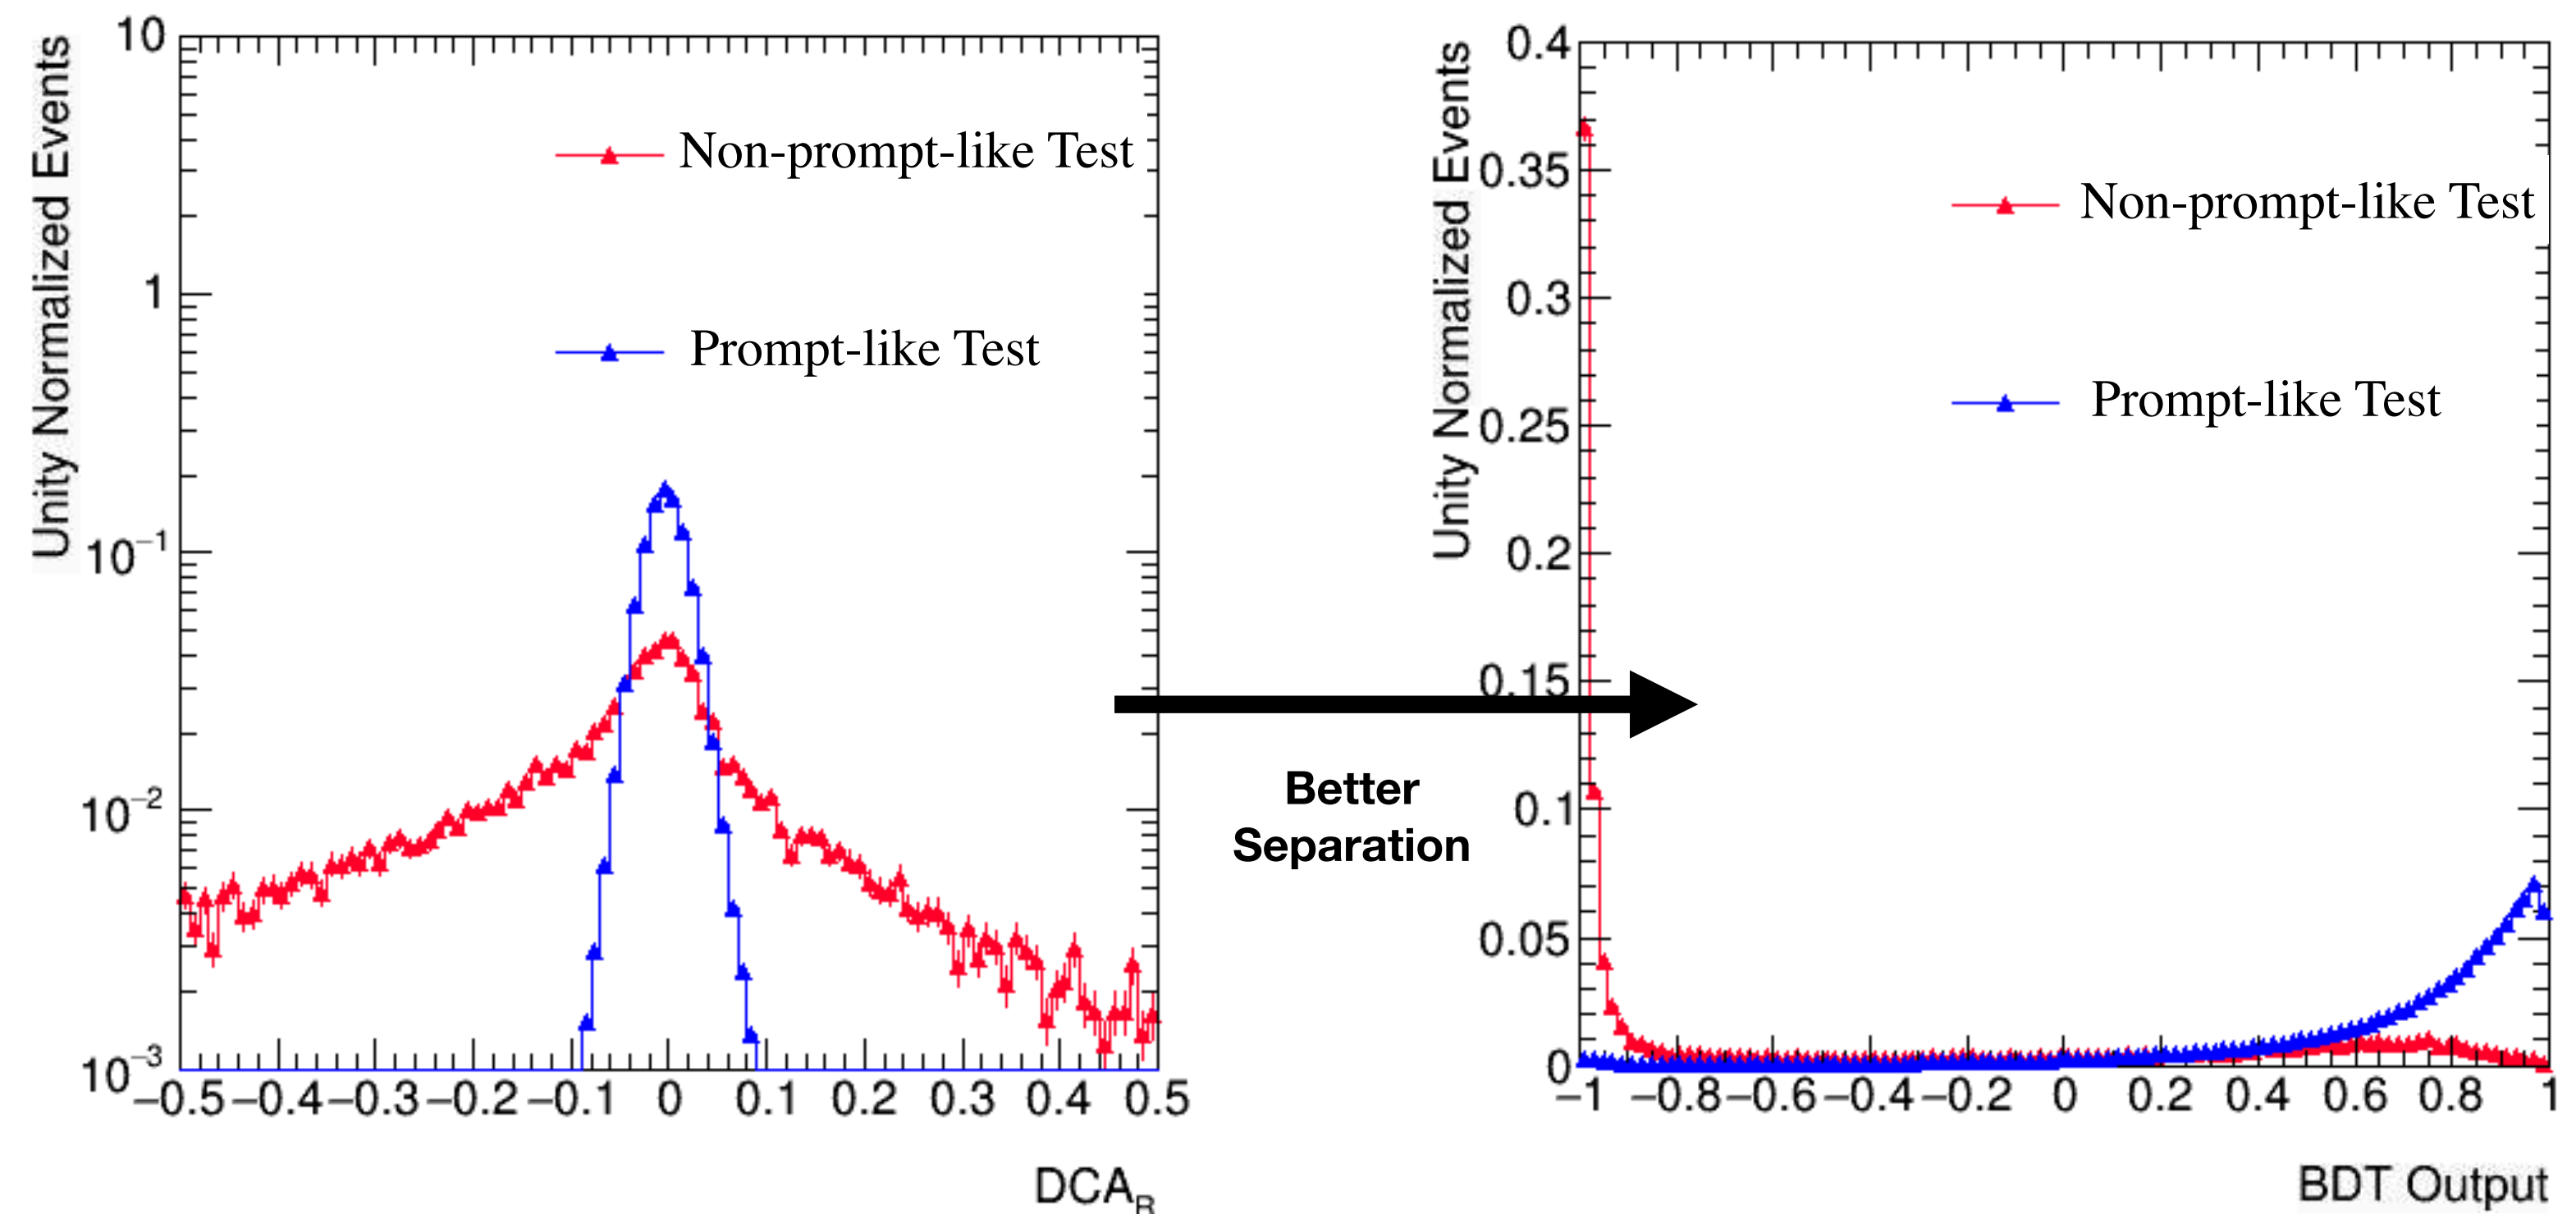 Unity Normalized Events
10
1
10⁻¹
10⁻²
10⁻³
Non-prompt-like Test
Prompt-like Test
−0.5 −0.4 −0.3 −0.2 −0.1 0 0.1 0.2 0.3 0.4 0.5
DCA_R
Better
Separation
Unity Normalized Events
0.4
0.35
0.3
0.25
0.2
0.15
0.1
0.05
0
Non-prompt-like Test
Prompt-like Test
−1 −0.8 −0.6 −0.4 −0.2 0 0.2 0.4 0.6 0.8 1
BDT Output